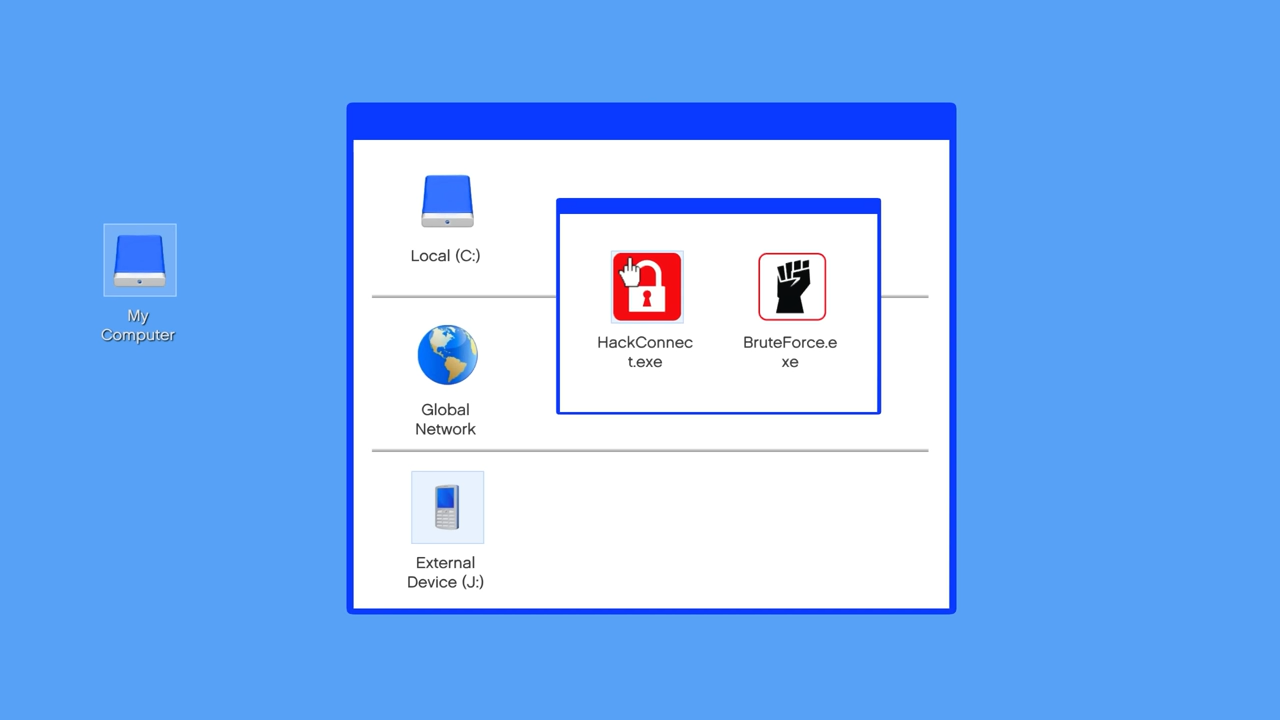 My
Computer
Local (C:)
HackConnec
t.exe
BruteForce.e
xe
Global
Network
External
Device (J:)